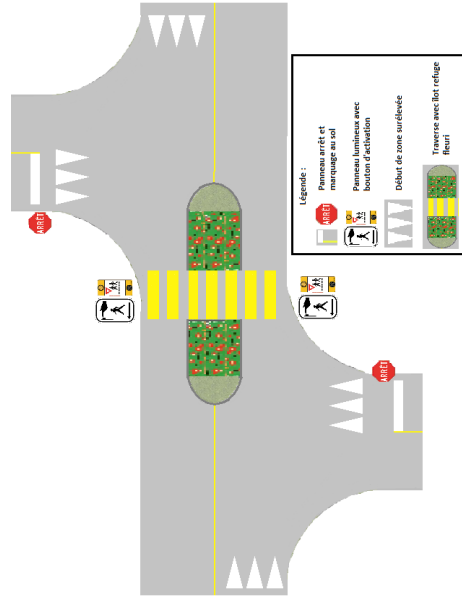 ARRÊT
ARRÊT
Légende :
ARRÊT
Panneau arrêt et
marquage au sol
Panneau lumineux avec
bouton d'activation
Début de zone surélevée
Traverse avec îlot refuge
fleuri